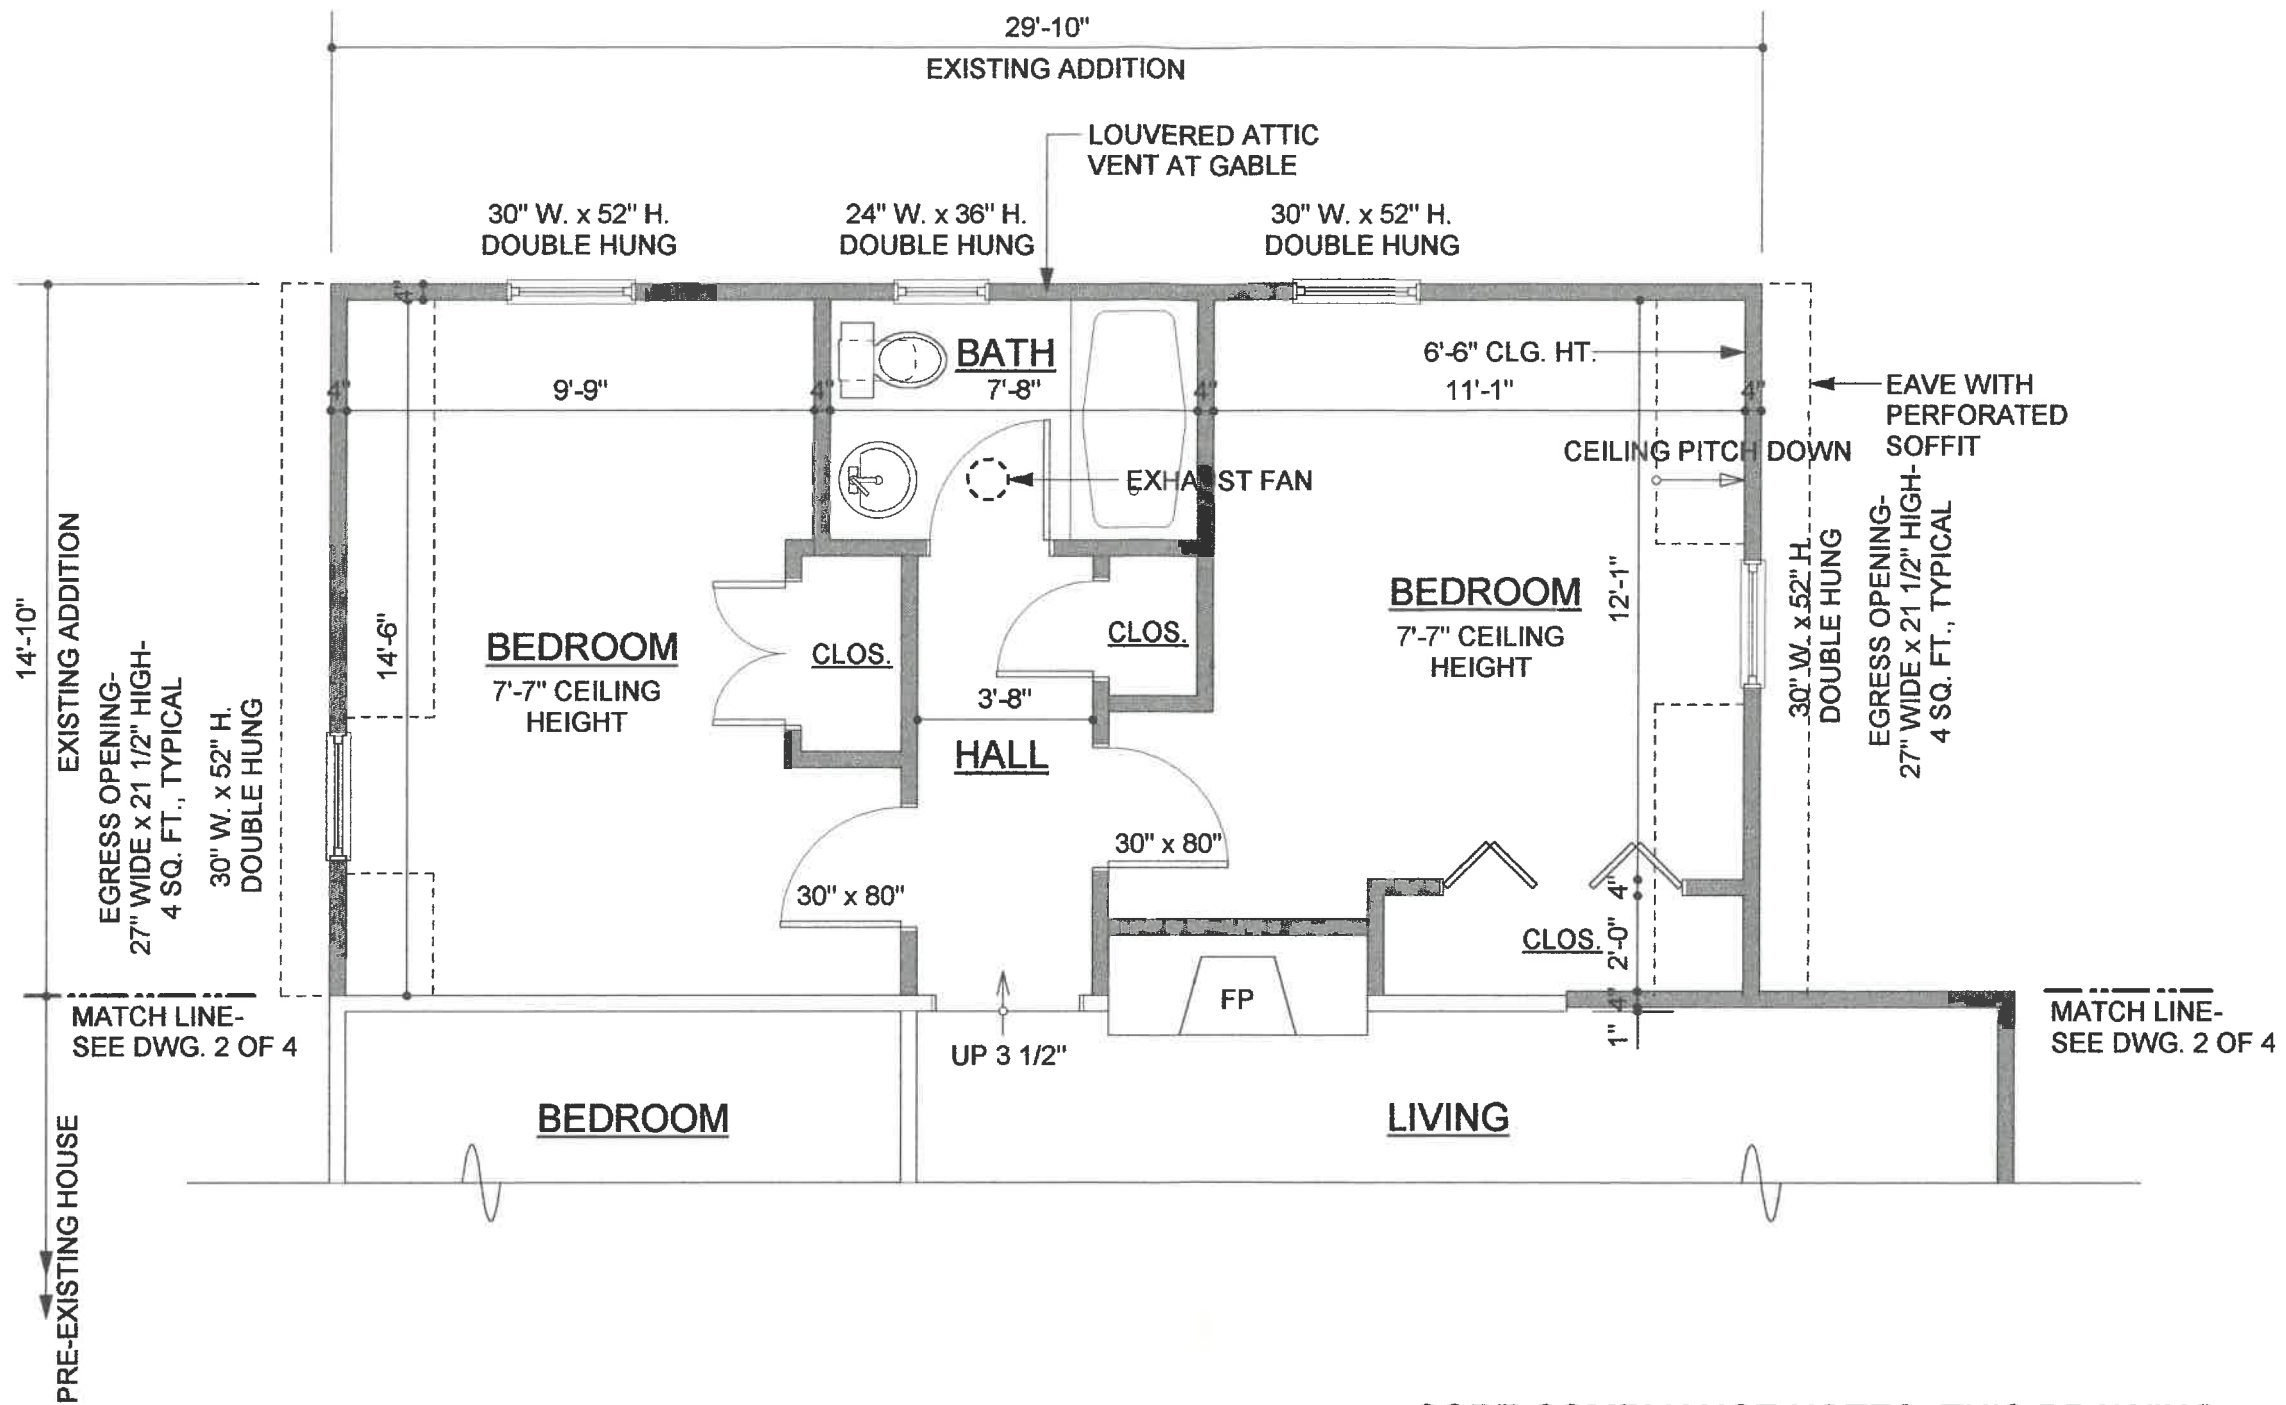 29'-10"
EXISTING ADDITION
LOUVERED ATTIC
VENT AT GABLE
30" W. x 52" H.
DOUBLE HUNG
24" W. x 36" H.
DOUBLE HUNG
30" W. x 52" H.
DOUBLE HUNG
4"
BATH
6'-6" CLG. HT.
4"
9'-9"
4"
7'-8"
4"
11'-1"
4"
EAVE WITH
PERFORATED
SOFFIT
CEILING PITCH DOWN
EXHAUST FAN
14'-10"
EXISTING ADDITION
EGRESS OPENING-
27" WIDE x 21 1/2" HIGH-
4 SQ. FT., TYPICAL
30" W. x 52" H.
DOUBLE HUNG
14'-6"
BEDROOM
7'-7" CEILING
HEIGHT
CLOS.
CLOS.
3'-8"
HALL
BEDROOM
7'-7" CEILING
HEIGHT
12'-1"
30" W. x 52" H.
DOUBLE HUNG
EGRESS OPENING-
27" WIDE x 21 1/2" HIGH-
4 SQ. FT., TYPICAL
30" x 80"
30" x 80"
4"
CLOS.
2'-0"
4"
1"
FP
MATCH LINE-
SEE DWG. 2 OF 4
UP 3 1/2"
MATCH LINE-
SEE DWG. 2 OF 4
BEDROOM
LIVING
PRE-EXISTING HOUSE